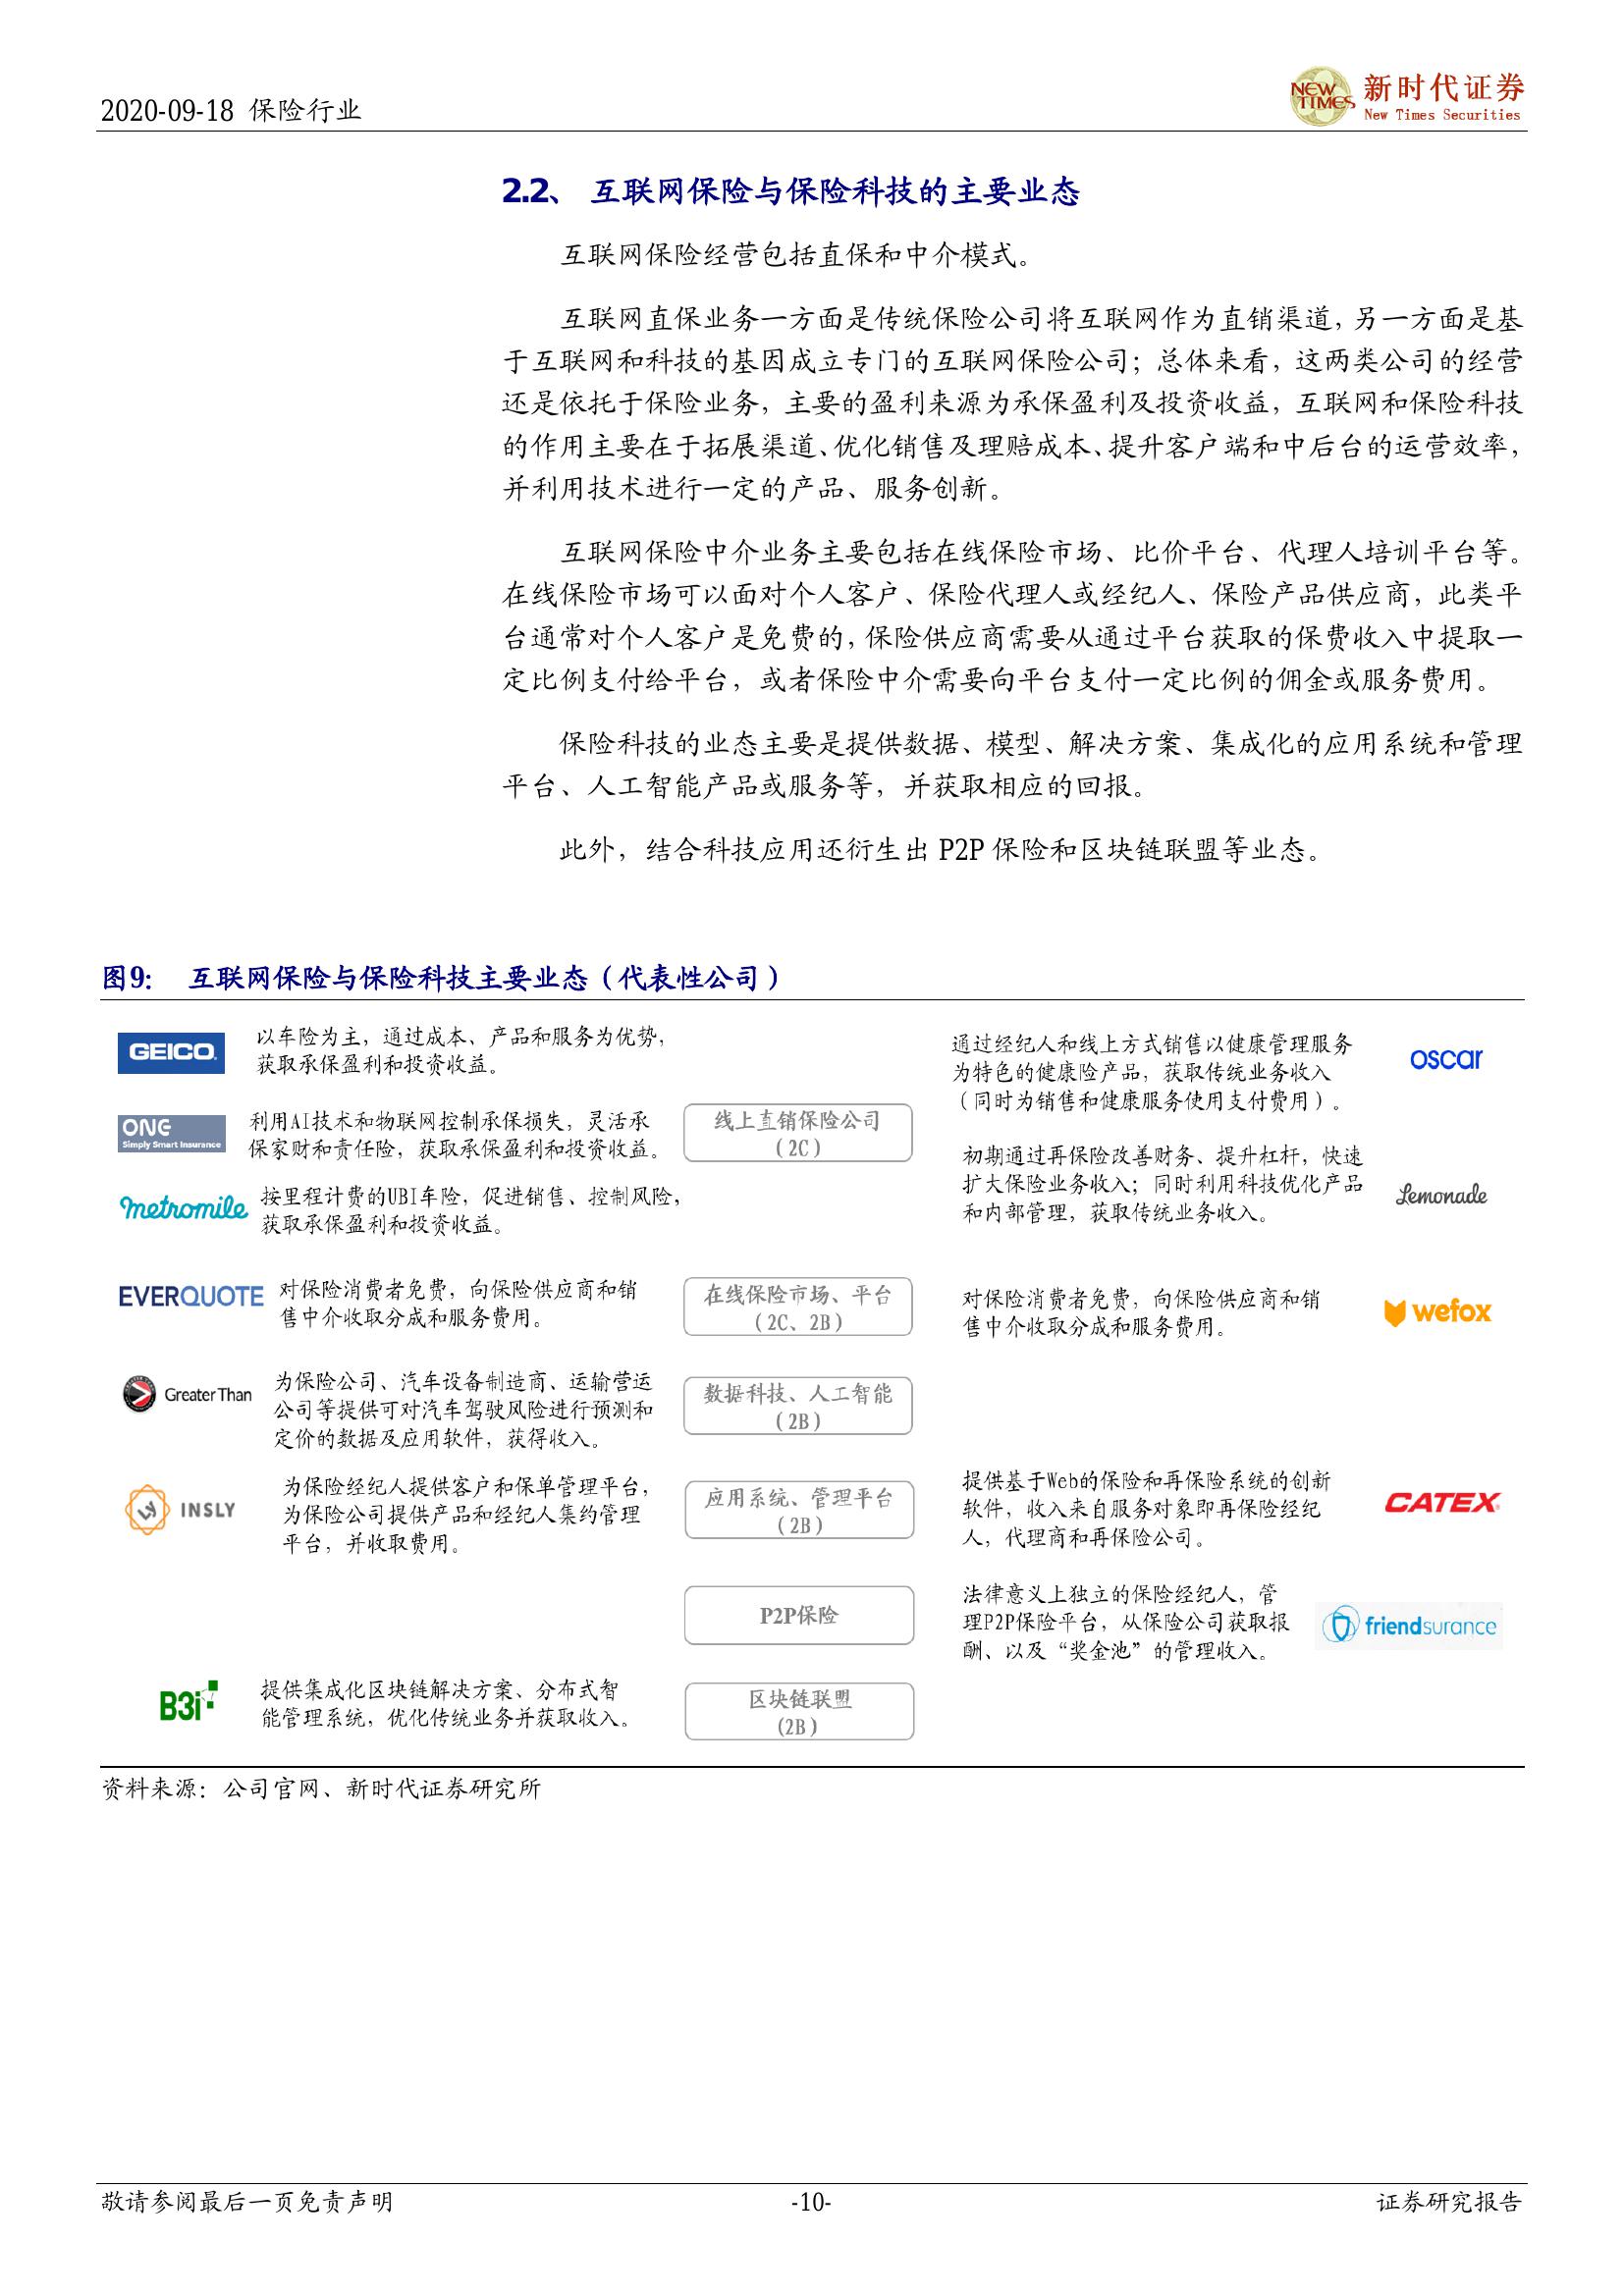 2020-09-18 保险行业
NEW TIMES
新时代证券
New Times Securities
2.2、 互联网保险与保险科技的主要业态
互联网保险经营包括直保和中介模式。
互联网直保业务一方面是传统保险公司将互联网作为直销渠道，另一方面是基
于互联网和科技的基因成立专门的互联网保险公司；总体来看，这两类公司的经营
还是依托于保险业务，主要的盈利来源为承保盈利及投资收益，互联网和保险科技
的作用主要在于拓展渠道、优化销售及理赔成本、提升客户端和中后台的运营效率，
并利用技术进行一定的产品、服务创新。
互联网保险中介业务主要包括在线保险市场、比价平台、代理人培训平台等。
在线保险市场可以面对个人客户、保险代理人或经纪人、保险产品供应商，此类平
台通常对个人客户是免费的，保险供应商需要从通过平台获取的保费收入中提取一
定比例支付给平台，或者保险中介需要向平台支付一定比例的佣金或服务费用。
保险科技的业态主要是提供数据、模型、解决方案、集成化的应用系统和管理
平台、人工智能产品或服务等，并获取相应的回报。
此外，结合科技应用还衍生出 P2P 保险和区块链联盟等业态。
图9： 互联网保险与保险科技主要业态（代表性公司）
GEICO
以车险为主，通过成本、产品和服务为优势，
获取承保盈利和投资收益。
ONE
Simply Smart Insurance
利用AI技术和物联网控制承保损失，灵活承
保家财和责任险，获取承保盈利和投资收益。
metromile
按里程计费的UBI车险，促进销售、控制风险，
获取承保盈利和投资收益。
线上直销保险公司
（2C）
通过经纪人和线上方式销售以健康管理服务
为特色的健康险产品，获取传统业务收入
（同时为销售和健康服务使用支付费用）。
oscar
初期通过再保险改善财务、提升杠杆，快速
扩大保险业务收入；同时利用科技优化产品
和内部管理，获取传统业务收入。
Lemonade
EVERQUOTE
对保险消费者免费，向保险供应商和销
售中介收取分成和服务费用。
在线保险市场、平台
（2C、2B）
对保险消费者免费，向保险供应商和销
售中介收取分成和服务费用。
wefox
Greater Than
为保险公司、汽车设备制造商、运输营运
公司等提供可对汽车驾驶风险进行预测和
定价的数据及应用软件，获得收入。
数据科技、人工智能
（2B）
INSLY
为保险经纪人提供客户和保单管理平台，
为保险公司提供产品和经纪人集约管理
平台，并收取费用。
应用系统、管理平台
（2B）
提供基于Web的保险和再保险系统的创新
软件，收入来自服务对象即再保险经纪
人，代理商和再保险公司。
CATEX
P2P保险
法律意义上独立的保险经纪人，管
理P2P保险平台，从保险公司获取报
酬、以及“奖金池”的管理收入。
friendsurance
B3i
提供集成化区块链解决方案、分布式智
能管理系统，优化传统业务并获取收入。
区块链联盟
(2B）
资料来源：公司官网、新时代证券研究所
敬请参阅最后一页免责声明
-10-
证券研究报告